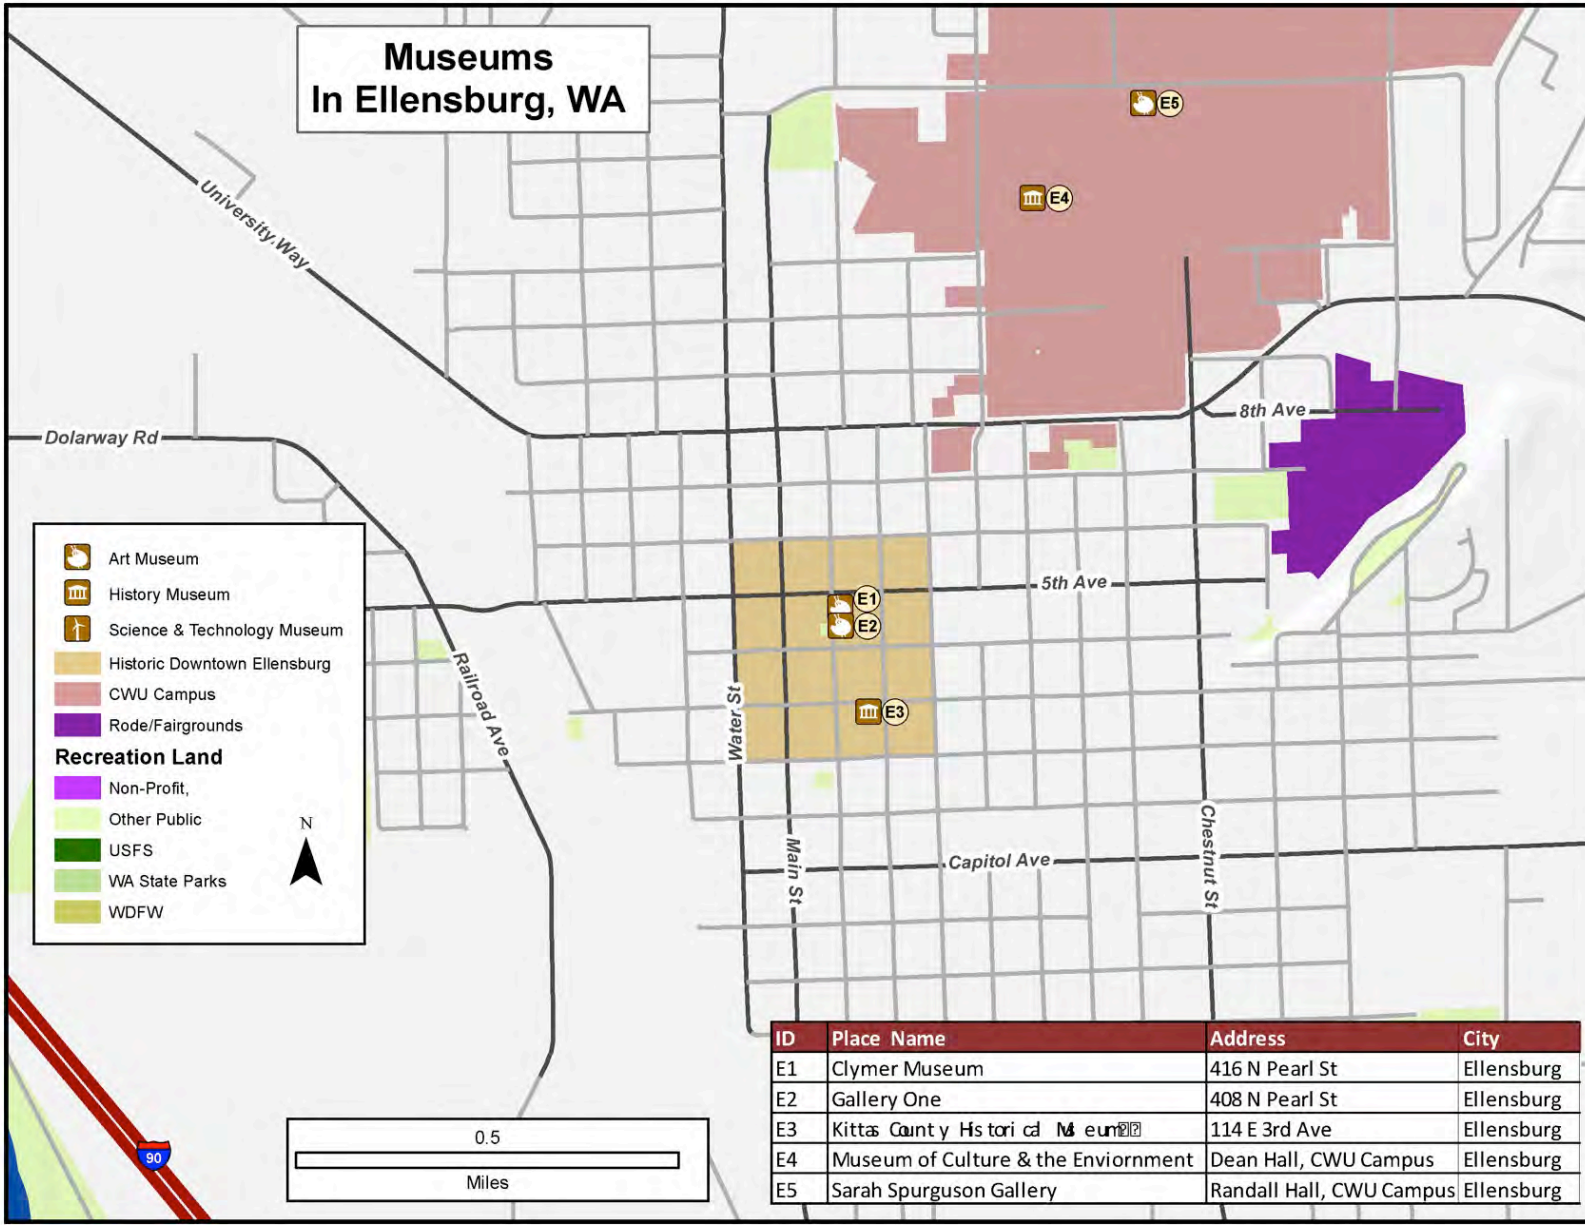 Museums
In Ellensburg, WA
E5
E4
University Way
8th Ave
Dolarway Rd
5th Ave
E1
E2
Art Museum
History Museum
Science & Technology Museum
Historic Downtown Ellensburg
CWU Campus
Rode/Fairgrounds
Recreation Land
Non-Profit,
Other Public
USFS
WA State Parks
WDFW
N
Railroad Ave
Water St
E3
Main St
Capitol Ave
Chestnut St
90
0.5
Miles
ID Place Name Address City
E1 Clymer Museum 416 N Pearl St Ellensburg
E2 Gallery One 408 N Pearl St Ellensburg
E3 Kittas County Historical Museum 114 E 3rd Ave Ellensburg
E4 Museum of Culture & the Enviornment Dean Hall, CWU Campus Ellensburg
E5 Sarah Spurguson Gallery Randall Hall, CWU Campus Ellensburg